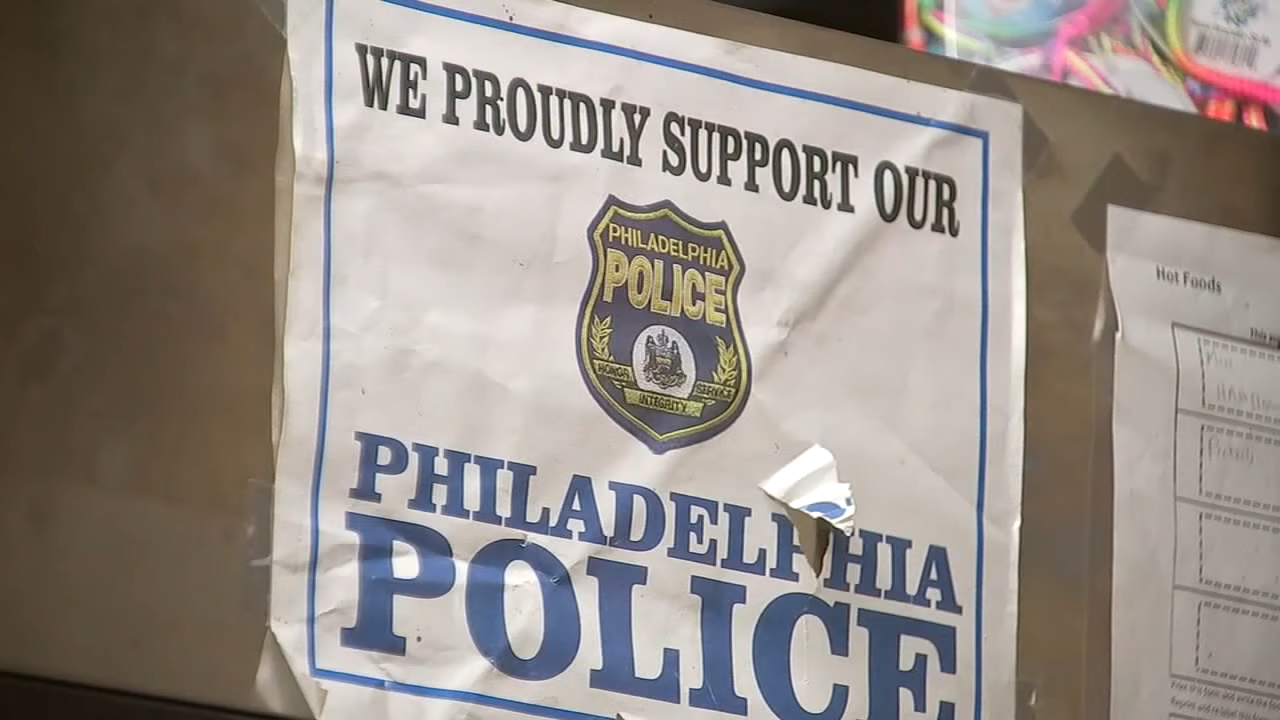 WE PROUDLY SUPPORT OUR
PHILADELPHIA
POLICE
HONOR
SERVICE
INTEGRITY
PHILADELPHIA
POLICE
Hot Foods